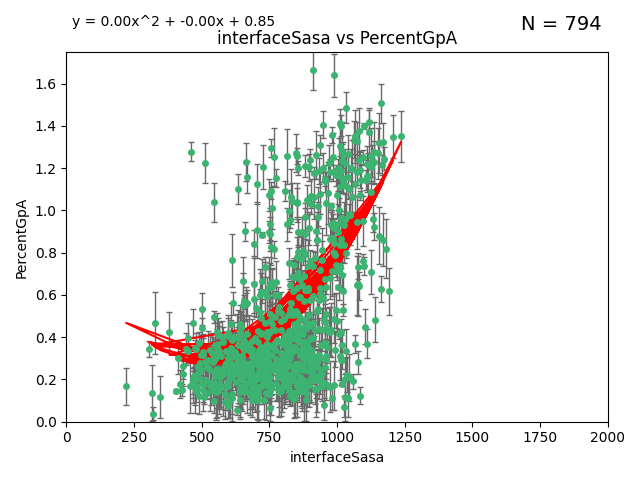 y = 0.00x^2 + -0.00x + 0.85
N = 794
interfaceSasa vs PercentGpA
PercentGpA
1.6
1.4
1.2
1.0
0.8
0.6
0.4
0.2
0.0
0 250 500 750 1000 1250 1500 1750 2000
interfaceSasa